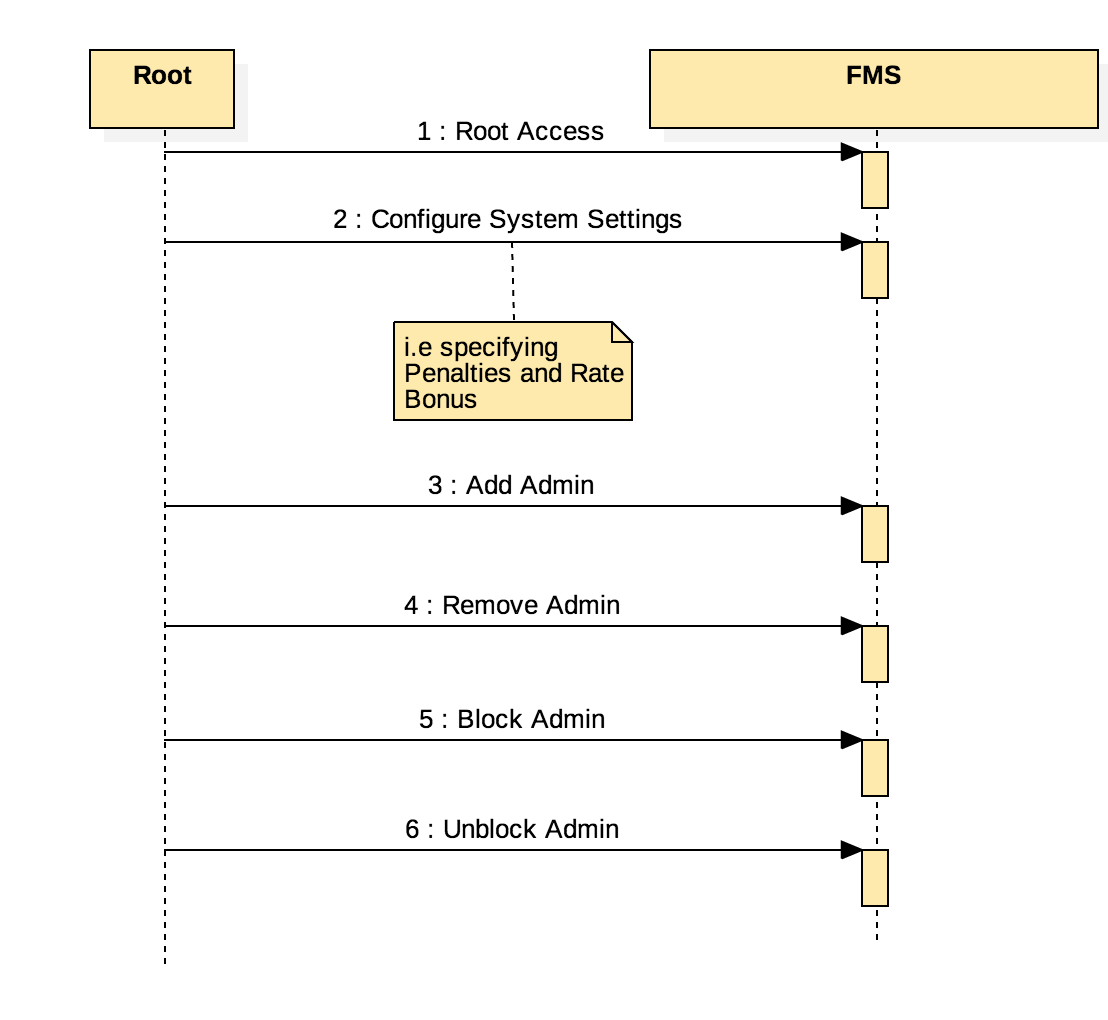 Root
FMS
1 : Root Access
2 : Configure System Settings
i.e specifying
Penalties and Rate
Bonus
3 : Add Admin
4 : Remove Admin
5 : Block Admin
6 : Unblock Admin